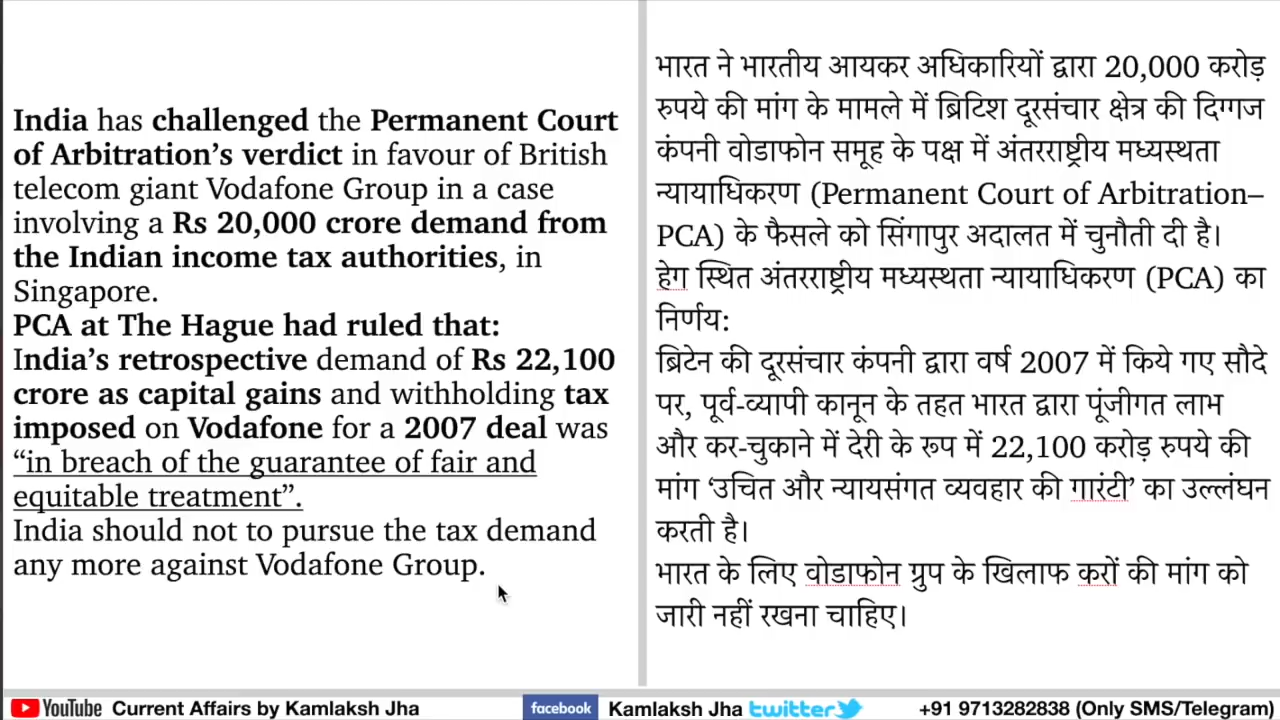 India has challenged the Permanent Court
of Arbitration’s verdict in favour of British
telecom giant Vodafone Group in a case
involving a Rs 20,000 crore demand from
the Indian income tax authorities, in
Singapore.
PCA at The Hague had ruled that:
India’s retrospective demand of Rs 22,100
crore as capital gains and withholding tax
imposed on Vodafone for a 2007 deal was
“in breach of the guarantee of fair and
equitable treatment”.
India should not to pursue the tax demand
any more against Vodafone Group.
भारत ने भारतीय आयकर अधिकारियों द्वारा 20,000 करोड़
रुपये की मांग के मामले में ब्रिटिश दूरसंचार क्षेत्र की दिग्गज
कंपनी वोडाफोन समूह के पक्ष में अंतरराष्ट्रीय मध्यस्थता
न्यायाधिकरण (Permanent Court of Arbitration–
PCA) के फैसले को सिंगापुर अदालत में चुनौती दी है।
हेग स्थित अंतरराष्ट्रीय मध्यस्थता न्यायाधिकरण (PCA) का
निर्णय:
ब्रिटेन की दूरसंचार कंपनी द्वारा वर्ष 2007 में किये गए सौदे
पर, पूर्व-व्यापी कानून के तहत भारत द्वारा पूंजीगत लाभ
और कर-चुकाने में देरी के रूप में 22,100 करोड़ रुपये की
मांग ‘उचित और न्यायसंगत व्यवहार की गारंटी’ का उल्लंघन
करती है।
भारत के लिए वोडाफोन ग्रुप के खिलाफ करों की मांग को
जारी नहीं रखना चाहिए।
YouTube Current Affairs by Kamlaksh Jha facebook Kamlaksh Jha twitter +91 9713282838 (Only SMS/Telegram)